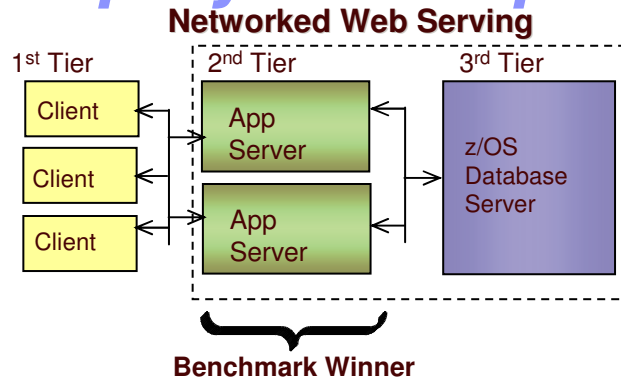 Networked Web Serving
1st Tier
2nd Tier
3rd Tier
Client
Client
Client
App
Server
App
Server
z/OS
Database
Server
Benchmark Winner